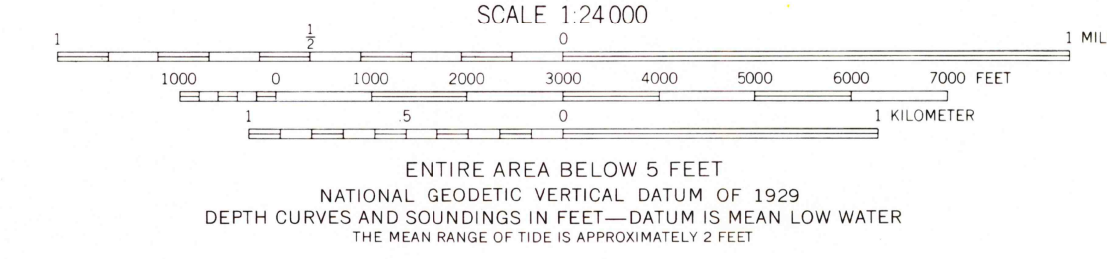 SCALE 1:24 000
1 ½ 0 1 MIL
1000 0 1000 2000 3000 4000 5000 6000 7000 FEET
1 .5 0 1 KILOMETER
ENTIRE AREA BELOW 5 FEET
NATIONAL GEODETIC VERTICAL DATUM OF 1929
DEPTH CURVES AND SOUNDINGS IN FEET—DATUM IS MEAN LOW WATER
THE MEAN RANGE OF TIDE IS APPROXIMATELY 2 FEET